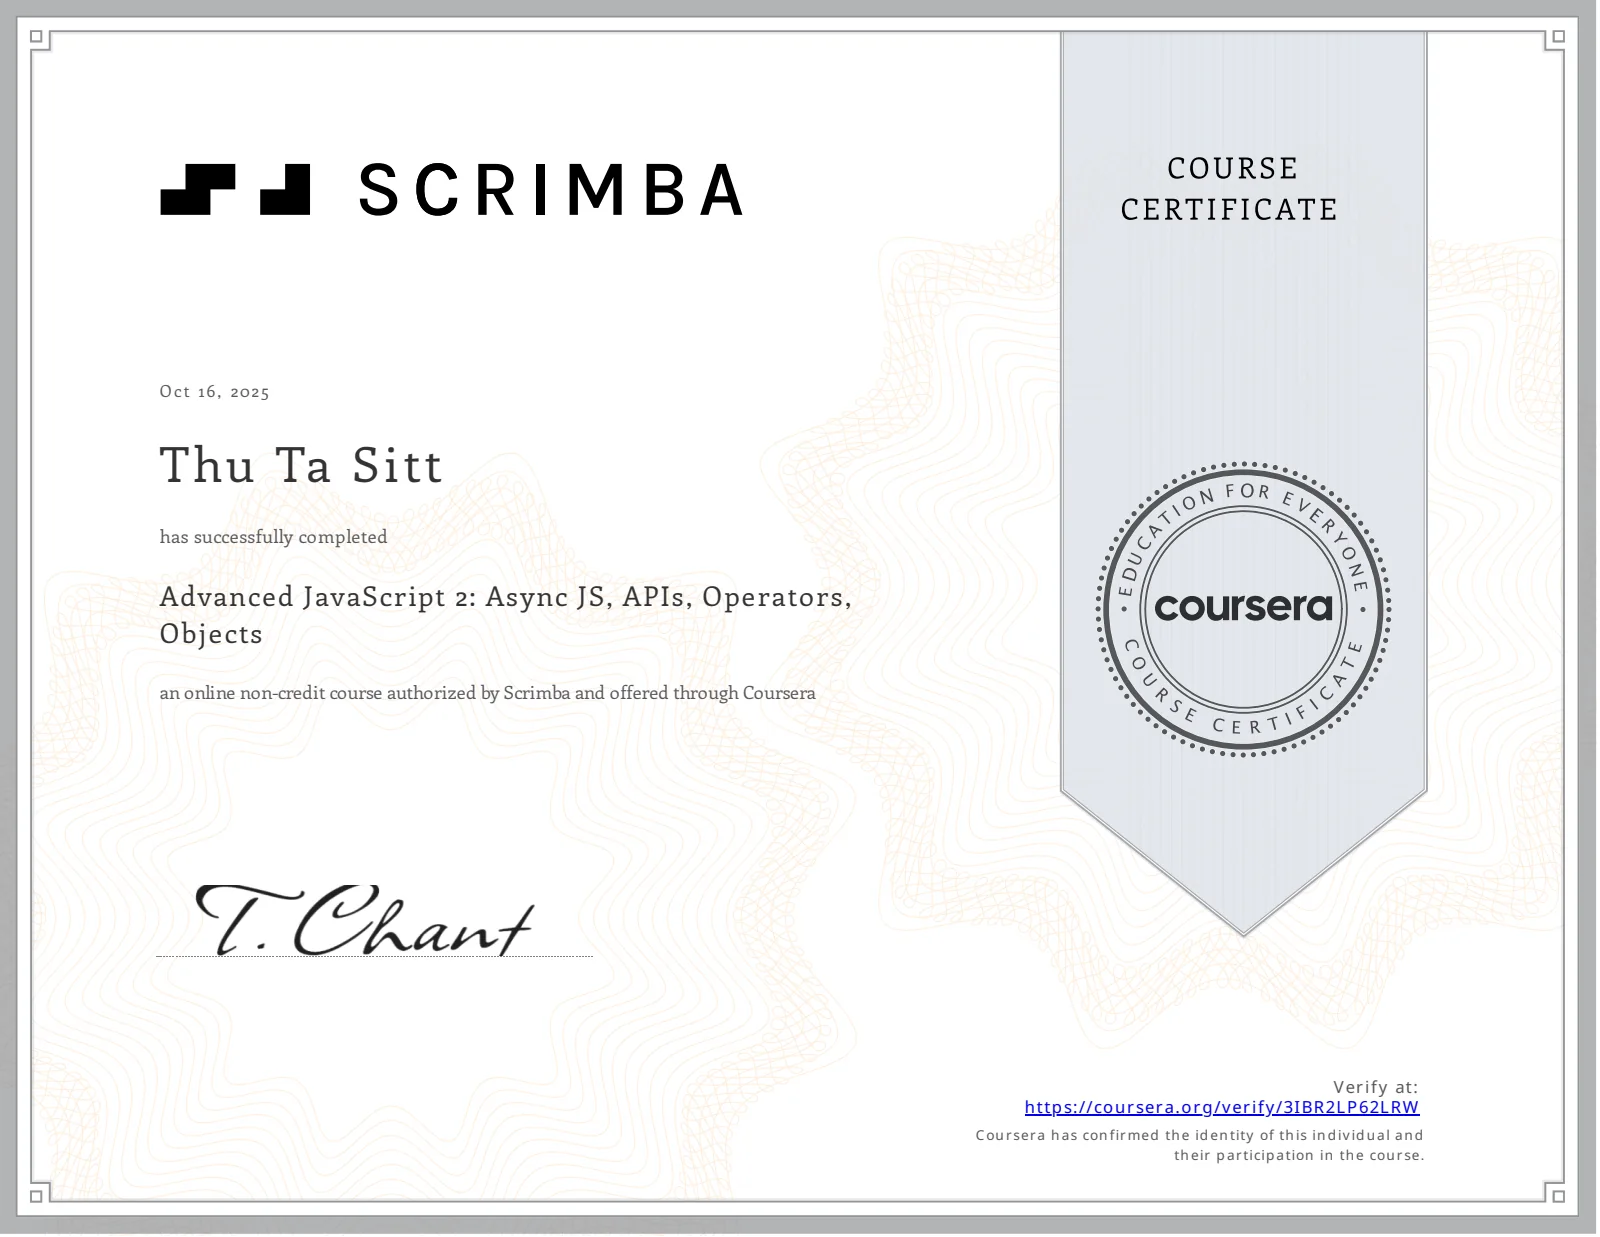 SCRIMBA
COURSE
CERTIFICATE
Oct 16, 2025
Thu Ta Sitt
has successfully completed
Advanced JavaScript 2: Async JS, APIs, Operators,
Objects
an online non-credit course authorized by Scrimba and offered through Coursera
EDUCATION FOR EVERYONE
coursera
COURSE CERTIFICATE
T. Chant
Verify at:
https://coursera.org/verify/3IBR2LP62LRW
Coursera has confirmed the identity of this individual and
their participation in the course.